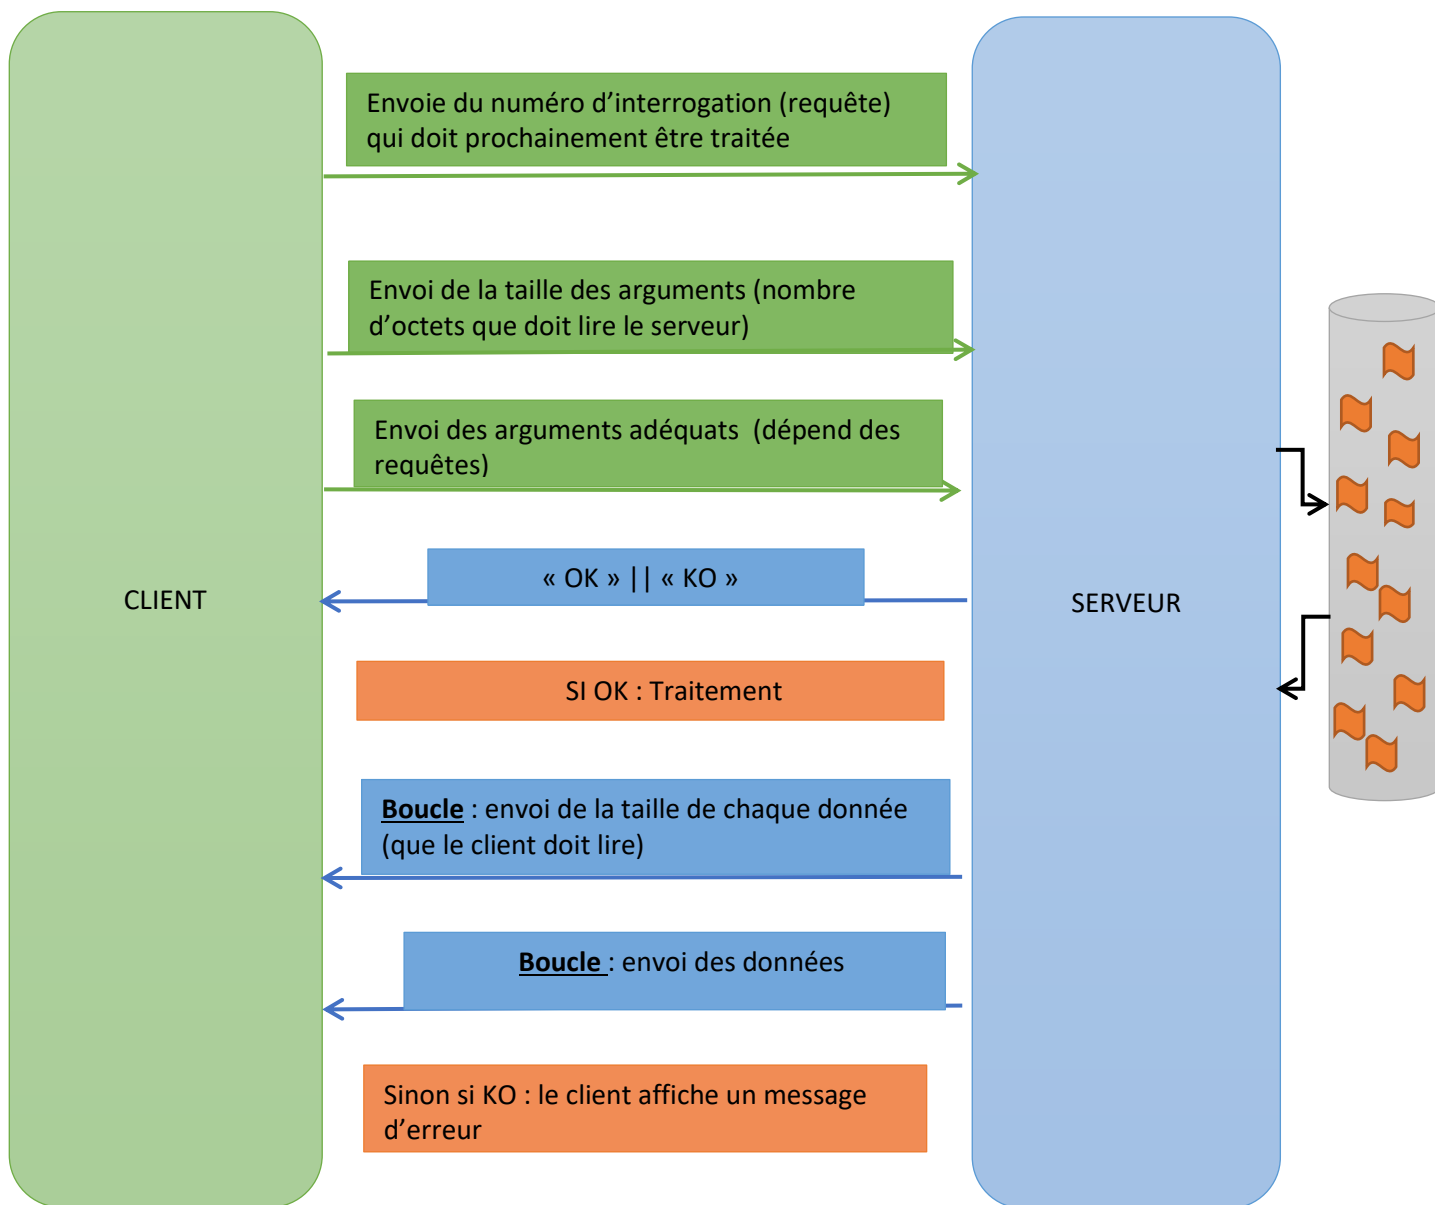 Envoie du numéro d’interrogation (requête)
qui doit prochainement être traitée
Envoi de la taille des arguments (nombre
d’octets que doit lire le serveur)
Envoi des arguments adéquats  (dépend des
requêtes)
« OK » || « KO »
CLIENT
SERVEUR
SI OK : Traitement
Boucle : envoi de la taille de chaque donnée
(que le client doit lire)
Boucle : envoi des données
Sinon si KO : le client affiche un message
d’erreur